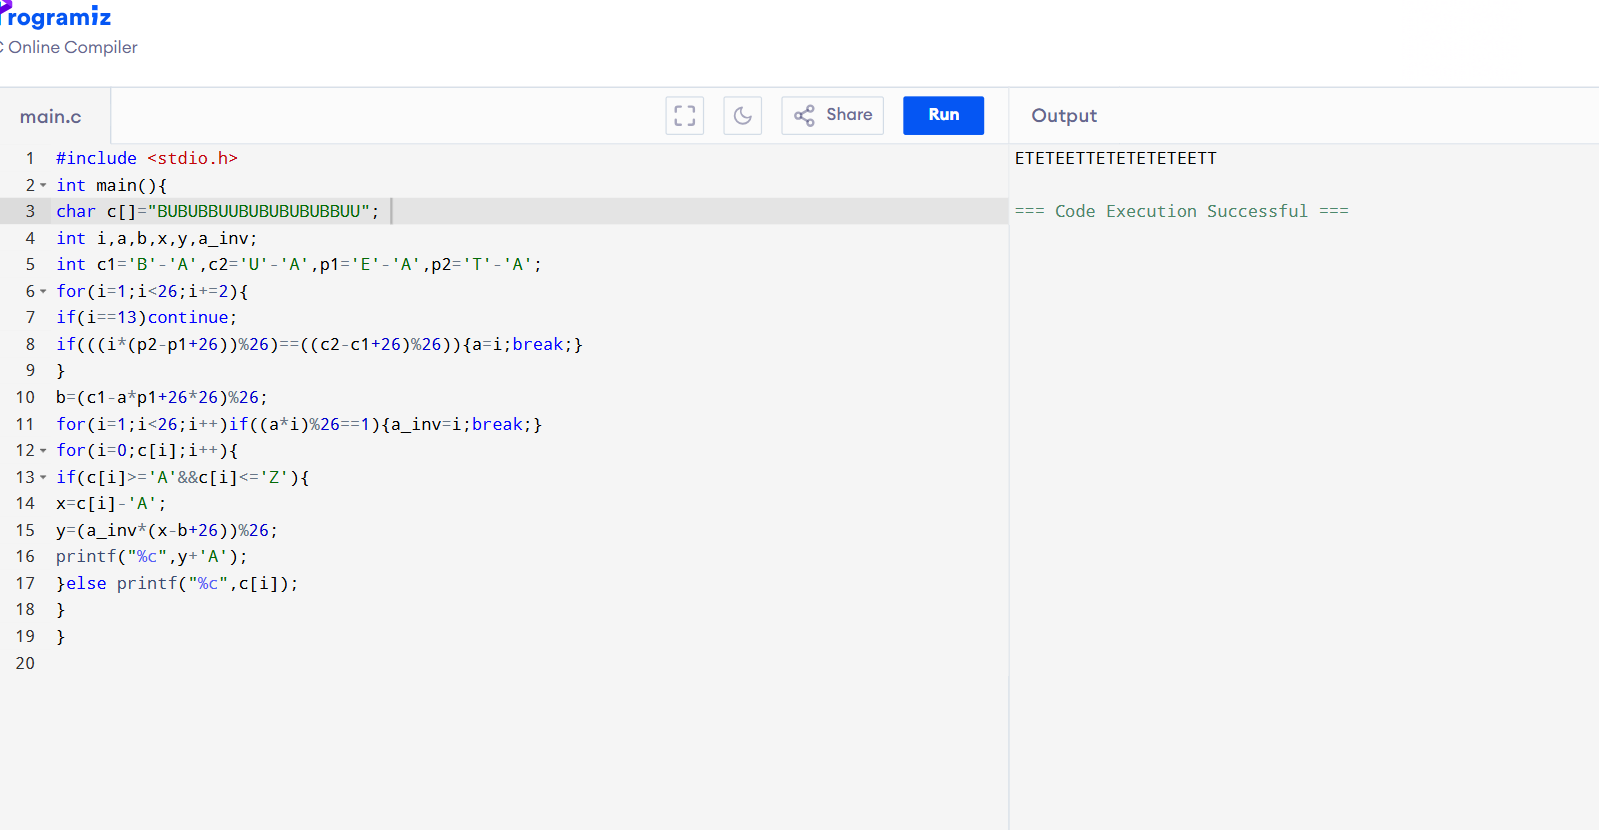 Programiz
C Online Compiler
main.c
Share
Run
Output
1 #include <stdio.h>
2 int main(){
3 char c[]="BUBUBBUUBUBUBUBUBBUU";
4 int i,a,b,x,y,a_inv;
5 int c1='B'-'A',c2='U'-'A',p1='E'-'A',p2='T'-'A';
6 for(i=1;i<26;i+=2){
7 if(i==13)continue;
8 if(((i*(p2-p1+26))%26)==((c2-c1+26)%26)){a=i;break;}
9 }
10 b=(c1-a*p1+26*26)%26;
11 for(i=1;i<26;i++)if((a*i)%26==1){a_inv=i;break;}
12 for(i=0;c[i];i++){
13 if(c[i]>='A'&&c[i]<='Z'){
14 x=c[i]-'A';
15 y=(a_inv*(x-b+26))%26;
16 printf("%c",y+'A');
17 }else printf("%c",c[i]);
18 }
19 }
20
ETETEETTETETETETEETT
=== Code Execution Successful ===